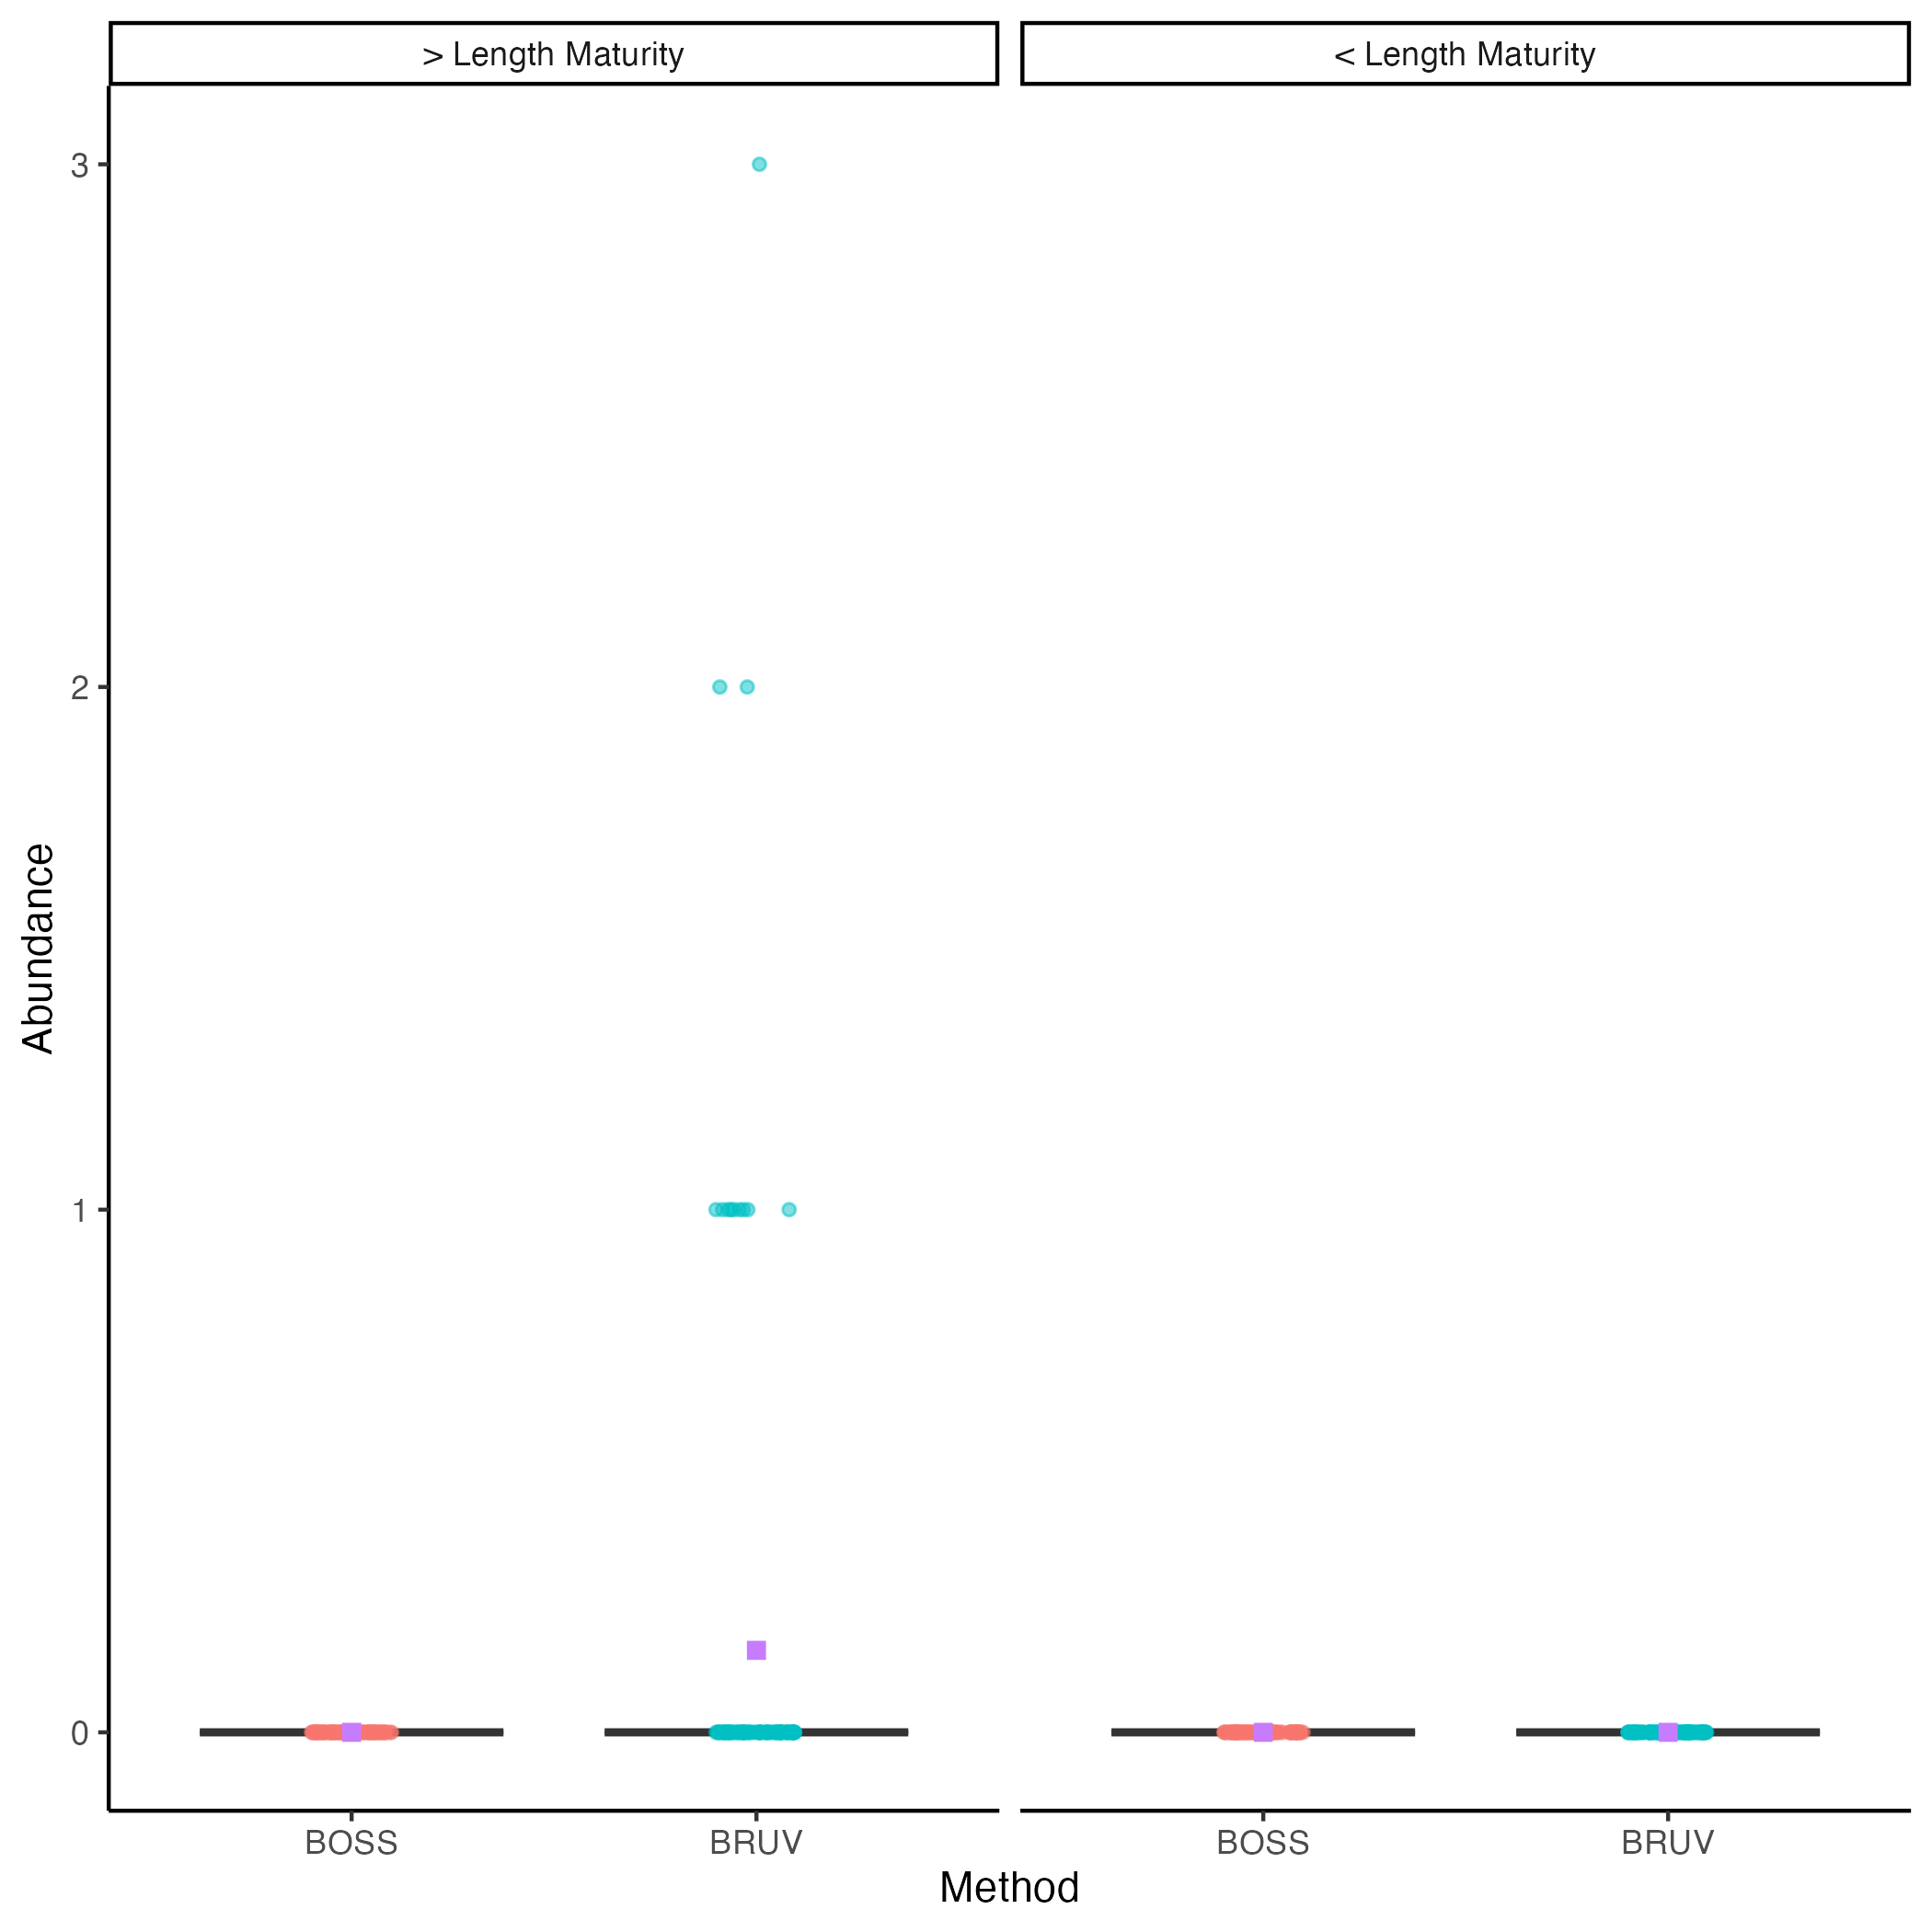 > Length Maturity
< Length Maturity
3
2
1
0
Abundance
BOSS
BRUV
BOSS
BRUV
Method